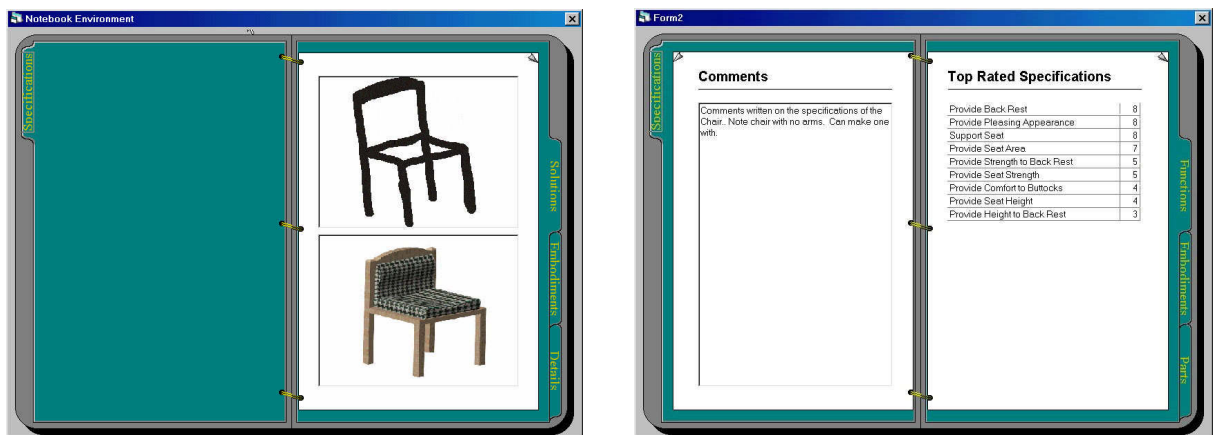 Notebook Environment
Specifications
Solutions
Embodiments
Details
Form2
Specifications
Comments
Comments written on the specifications of the
Chair.. Note chair with no arms. Can make one
with.
Top Rated Specifications
Provide Back Rest 8
Provide Pleasing Appearance 8
Support Seat 8
Provide Seat Area 7
Provide Strength to Back Rest 5
Provide Seat Strength 5
Provide Comfort to Buttocks 4
Provide Seat Height 4
Provide Height to Back Rest 3
Functions
Embodiments
Parts